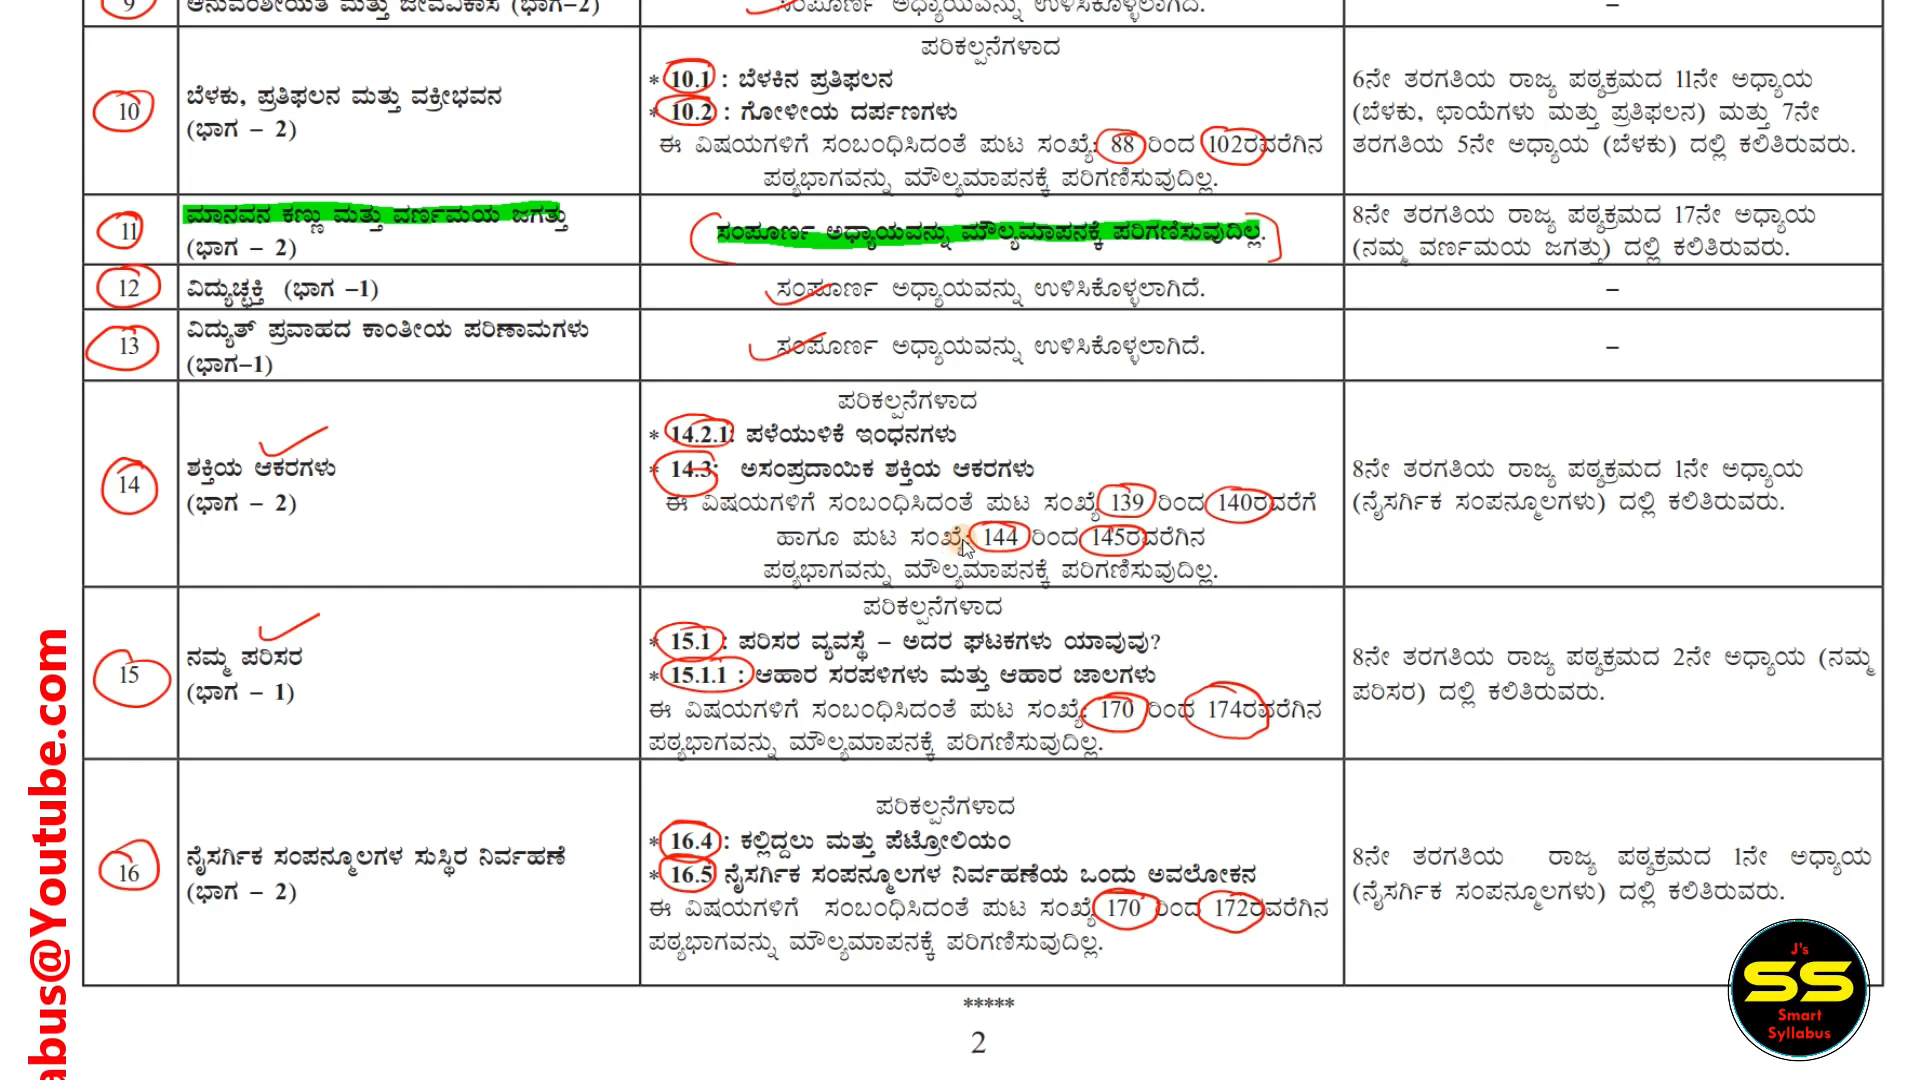 9
ಆನುವಂಶೀಯತೆ ಮತ್ತು ಜೀವವಿಕಾಸ (ಭಾಗ–2)
ಸಂಪೂರ್ಣ ಅಧ್ಯಾಯವನ್ನು ಉಳಿಸಿಕೊಳ್ಳಲಾಗಿದೆ.
–
10
ಬೆಳಕು, ಪ್ರತಿಫಲನ ಮತ್ತು ವಕ್ರೀಭವನ
(ಭಾಗ – 2)
ಪರಿಕಲ್ಪನೆಗಳಾದ
* 10.1 : ಬೆಳಕಿನ ಪ್ರತಿಫಲನ
* 10.2 : ಗೋಳೀಯ ದರ್ಪಣಗಳು
ಈ ವಿಷಯಗಳಿಗೆ ಸಂಬಂಧಿಸಿದಂತೆ ಪುಟ ಸಂಖ್ಯೆ: 88 ರಿಂದ 102ರವರೆಗಿನ
ಪಠ್ಯಭಾಗವನ್ನು ಮೌಲ್ಯಮಾಪನಕ್ಕೆ ಪರಿಗಣಿಸುವುದಿಲ್ಲ.
6ನೇ ತರಗತಿಯ ರಾಜ್ಯ ಪಠ್ಯಕ್ರಮದ 11ನೇ ಅಧ್ಯಾಯ
(ಬೆಳಕು, ಛಾಯೆಗಳು ಮತ್ತು ಪ್ರತಿಫಲನ) ಮತ್ತು 7ನೇ
ತರಗತಿಯ 5ನೇ ಅಧ್ಯಾಯ (ಬೆಳಕು) ದಲ್ಲಿ ಕಲಿತಿರುವರು.
11
ಮಾನವನ ಕಣ್ಣು ಮತ್ತು ವರ್ಣಮಯ ಜಗತ್ತು
(ಭಾಗ – 2)
ಸಂಪೂರ್ಣ ಅಧ್ಯಾಯವನ್ನು ಮೌಲ್ಯಮಾಪನಕ್ಕೆ ಪರಿಗಣಿಸುವುದಿಲ್ಲ.
8ನೇ ತರಗತಿಯ ರಾಜ್ಯ ಪಠ್ಯಕ್ರಮದ 17ನೇ ಅಧ್ಯಾಯ
(ನಮ್ಮ ವರ್ಣಮಯ ಜಗತ್ತು) ದಲ್ಲಿ ಕಲಿತಿರುವರು.
12
ವಿದ್ಯುಚ್ಛಕ್ತಿ (ಭಾಗ –1)
ಸಂಪೂರ್ಣ ಅಧ್ಯಾಯವನ್ನು ಉಳಿಸಿಕೊಳ್ಳಲಾಗಿದೆ.
–
13
ವಿದ್ಯುತ್ ಪ್ರವಾಹದ ಕಾಂತೀಯ ಪರಿಣಾಮಗಳು
(ಭಾಗ–1)
ಸಂಪೂರ್ಣ ಅಧ್ಯಾಯವನ್ನು ಉಳಿಸಿಕೊಳ್ಳಲಾಗಿದೆ.
–
14
ಶಕ್ತಿಯ ಆಕರಗಳು
(ಭಾಗ – 2)
ಪರಿಕಲ್ಪನೆಗಳಾದ
* 14.2.1: ಪಳೆಯುಳಿಕೆ ಇಂಧನಗಳು
* 14.3: ಅಸಂಪ್ರದಾಯಿಕ ಶಕ್ತಿಯ ಆಕರಗಳು
ಈ ವಿಷಯಗಳಿಗೆ ಸಂಬಂಧಿಸಿದಂತೆ ಪುಟ ಸಂಖ್ಯೆ 139 ರಿಂದ 140ರವರೆಗೆ
ಹಾಗೂ ಪುಟ ಸಂಖ್ಯೆ: 144 ರಿಂದ 145ರವರೆಗಿನ
ಪಠ್ಯಭಾಗವನ್ನು ಮೌಲ್ಯಮಾಪನಕ್ಕೆ ಪರಿಗಣಿಸುವುದಿಲ್ಲ.
8ನೇ ತರಗತಿಯ ರಾಜ್ಯ ಪಠ್ಯಕ್ರಮದ 1ನೇ ಅಧ್ಯಾಯ
(ನೈಸರ್ಗಿಕ ಸಂಪನ್ಮೂಲಗಳು) ದಲ್ಲಿ ಕಲಿತಿರುವರು.
15
ನಮ್ಮ ಪರಿಸರ
(ಭಾಗ – 1)
ಪರಿಕಲ್ಪನೆಗಳಾದ
* 15.1 : ಪರಿಸರ ವ್ಯವಸ್ಥೆ – ಅದರ ಘಟಕಗಳು ಯಾವುವು?
* 15.1.1 : ಆಹಾರ ಸರಪಳಿಗಳು ಮತ್ತು ಆಹಾರ ಜಾಲಗಳು
ಈ ವಿಷಯಗಳಿಗೆ ಸಂಬಂಧಿಸಿದಂತೆ ಪುಟ ಸಂಖ್ಯೆ: 170 ರಿಂದ 174ರವರೆಗಿನ
ಪಠ್ಯಭಾಗವನ್ನು ಮೌಲ್ಯಮಾಪನಕ್ಕೆ ಪರಿಗಣಿಸುವುದಿಲ್ಲ.
8ನೇ ತರಗತಿಯ ರಾಜ್ಯ ಪಠ್ಯಕ್ರಮದ 2ನೇ ಅಧ್ಯಾಯ (ನಮ್ಮ
ಪರಿಸರ) ದಲ್ಲಿ ಕಲಿತಿರುವರು.
16
ನೈಸರ್ಗಿಕ ಸಂಪನ್ಮೂಲಗಳ ಸುಸ್ಥಿರ ನಿರ್ವಹಣೆ
(ಭಾಗ – 2)
ಪರಿಕಲ್ಪನೆಗಳಾದ
* 16.4 : ಕಲ್ಲಿದ್ದಲು ಮತ್ತು ಪೆಟ್ರೋಲಿಯಂ
* 16.5 ನೈಸರ್ಗಿಕ ಸಂಪನ್ಮೂಲಗಳ ನಿರ್ವಹಣೆಯ ಒಂದು ಅವಲೋಕನ
ಈ ವಿಷಯಗಳಿಗೆ ಸಂಬಂಧಿಸಿದಂತೆ ಪುಟ ಸಂಖ್ಯೆ 170 ರಿಂದ 172ರವರೆಗಿನ
ಪಠ್ಯಭಾಗವನ್ನು ಮೌಲ್ಯಮಾಪನಕ್ಕೆ ಪರಿಗಣಿಸುವುದಿಲ್ಲ.
8ನೇ ತರಗತಿಯ ರಾಜ್ಯ ಪಠ್ಯಕ್ರಮದ 1ನೇ ಅಧ್ಯಾಯ
(ನೈಸರ್ಗಿಕ ಸಂಪನ್ಮೂಲಗಳು) ದಲ್ಲಿ ಕಲಿತಿರುವರು.
*****
2
abus@Youtube.com
J's
SS
Smart
Syllabus